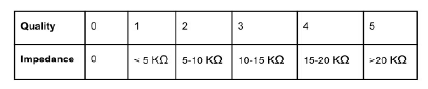 Quality 0 1 2 3 4 5
Impedance 0 < 5 KΩ 5-10 KΩ 10-15 KΩ 15-20 KΩ >20 KΩ